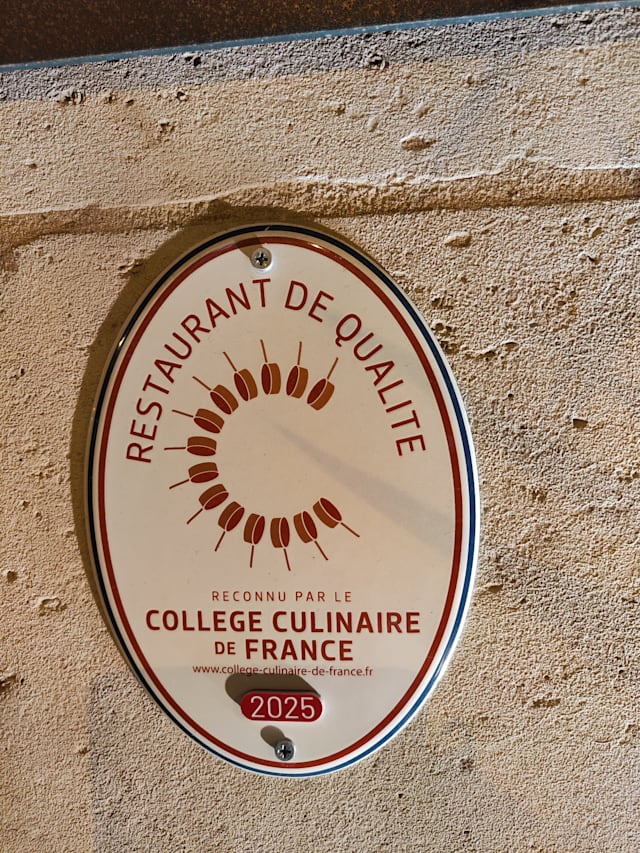 RESTAURANT DE QUALITE
RECONNU PAR LE
COLLEGE CULINAIRE
DE FRANCE
www.college-culinaire-de-france.fr
2025